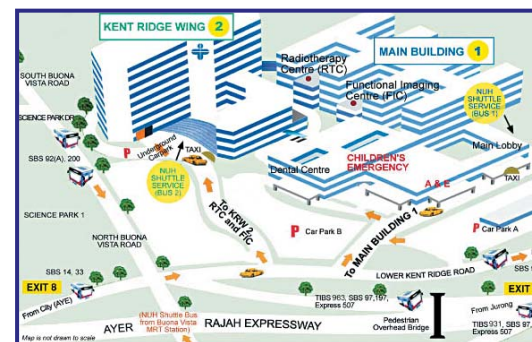 KENT RIDGE WING 2
MAIN BUILDING 1
Radiotherapy
Centre (RTC)
Functional Imaging
Centre (FIC)
NUH
SHUTTLE
SERVICE
(BUS 1)
SOUTH BUONA
VISTA ROAD
SCIENCE PARK DR
SBS 92(A), 200
P
Underground
Carpark
TAXI
NUH
SHUTTLE
SERVICE
(BUS 2)
Dental Centre
CHILDREN'S
EMERGENCY
A & E
Main Lobby
TAXI
SCIENCE PARK 1
NORTH BUONA
VISTA ROAD
To KRW 2,
RTC and FIC
P
Car Park B
To MAIN BUILDING 1
P
Car Park A
LOWER KENT RIDGE ROAD
SBS
SBS 14, 33
EXIT 8
From City (AYE)
TIBS 963, SBS 97,197,
Express 507
EXIT
Pedestrian
Overhead Bridge
From Jurong
TIBS 931, SBS 97,
Express 507
(NUH Shuttle Bus
from Buona Vista
MRT Station)
AYER RAJAH EXPRESSWAY
Map is not drawn to scale